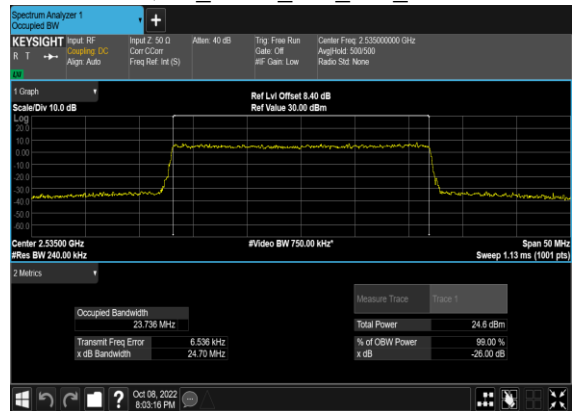 Spectrum Analyzer 1
Occupied BW
KEYSIGHT Input: RF Input Z: 50 Ω Atten: 40 dB Trig: Free Run Center Freq: 2.535000000 GHz
R T Coupling: DC Corr CCorr Gate: Off Avg|Hold: 500/500
Align: Auto Freq Ref: Int (S) #IF Gain: Low Radio Std: None
1 Graph
Ref Lvl Offset 8.40 dB
Scale/Div 10.0 dB Ref Value 30.00 dBm
Log
20.0
10.0
0.00
-10.0
-20.0
-30.0
-40.0
-50.0
-60.0
Center 2.53500 GHz #Video BW 750.00 kHz* Span 50 MHz
#Res BW 240.00 kHz Sweep 1.13 ms (1001 pts)
2 Metrics
Measure Trace Trace 1
Occupied Bandwidth
23.736 MHz Total Power 24.6 dBm
Transmit Freq Error 6.536 kHz % of OBW Power 99.00 %
x dB Bandwidth 24.70 MHz x dB -26.00 dB
? Oct 08, 2022
8:03:16 PM